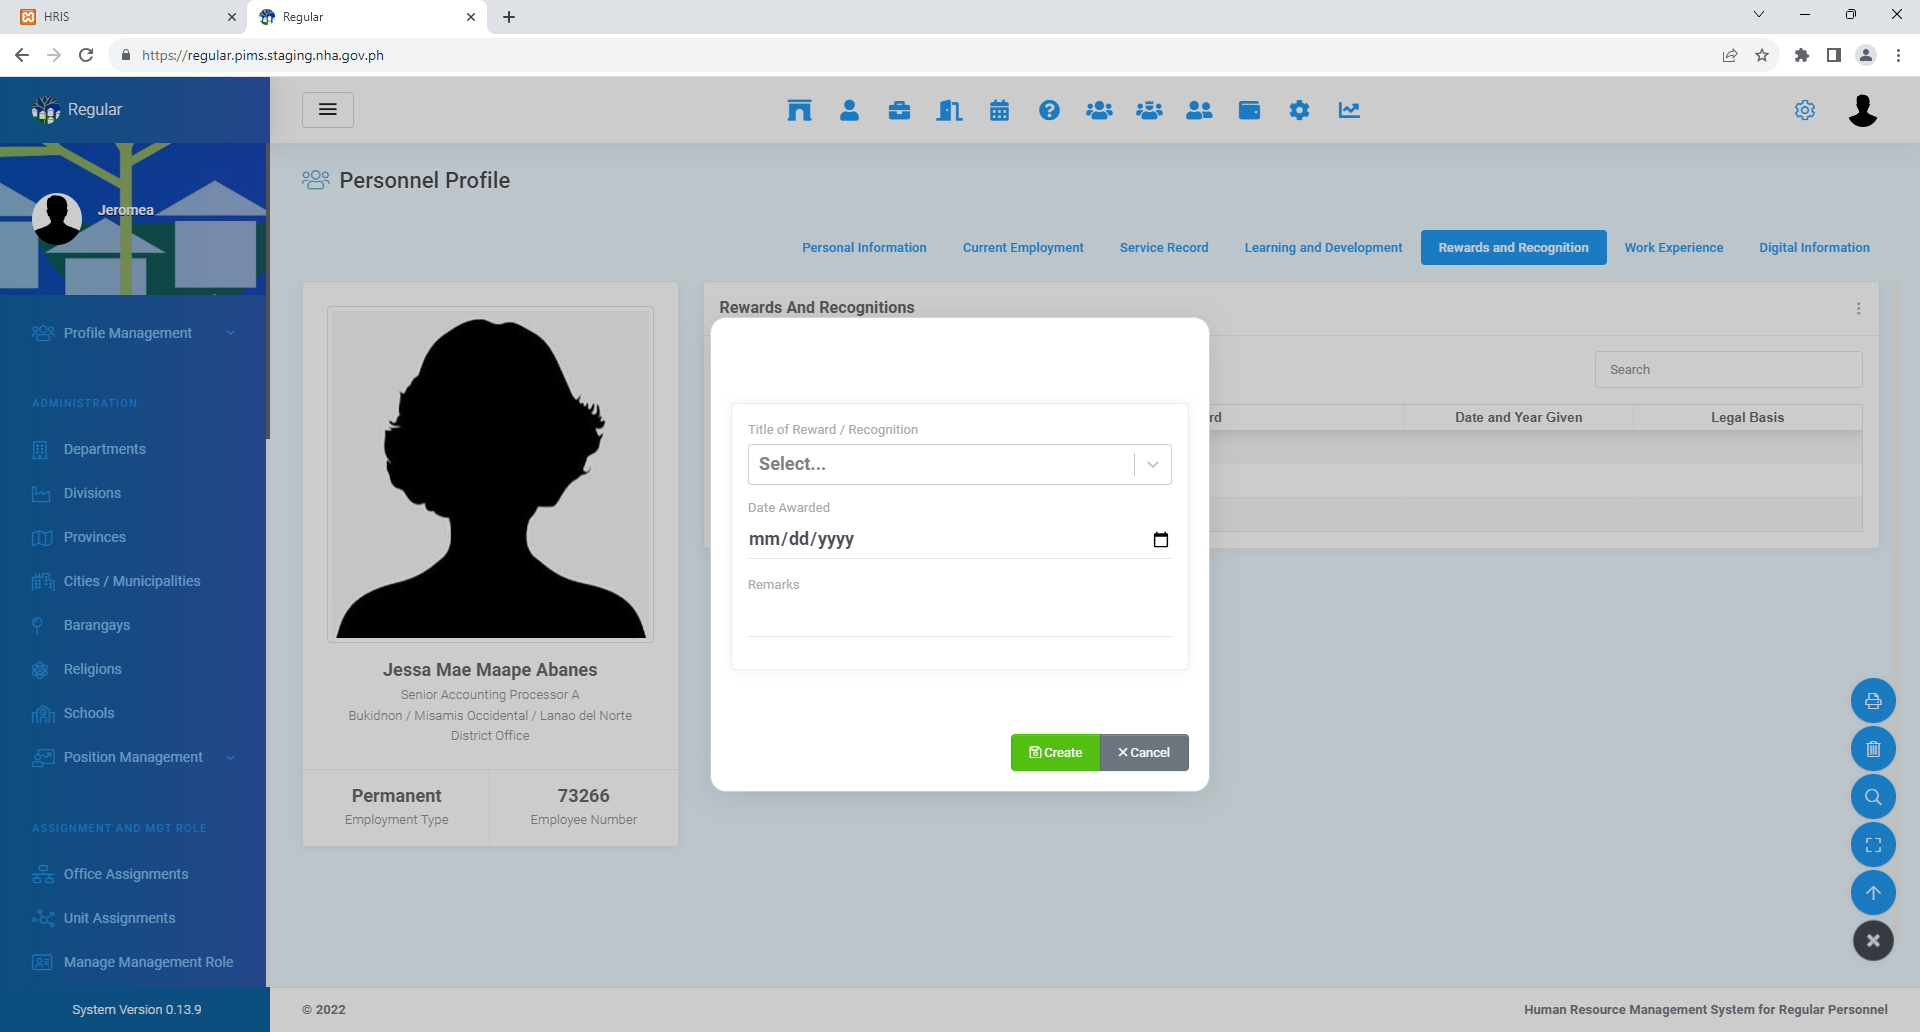 HRIS
Regular
https://regular.pims.staging.nha.gov.ph
Regular
Jeromea
Profile Management
ADMINISTRATION
Departments
Divisions
Provinces
Cities / Municipalities
Barangays
Religions
Schools
Position Management
ASSIGNMENT AND MGT ROLE
Office Assignments
Unit Assignments
Manage Management Role
System Version 0.13.9
Personnel Profile
Personal Information
Current Employment
Service Record
Learning and Development
Rewards and Recognition
Work Experience
Digital Information
Jessa Mae Maape Abanes
Senior Accounting Processor A
Bukidnon / Misamis Occidental / Lanao del Norte
District Office
Permanent
Employment Type
73266
Employee Number
Rewards And Recognitions
Search
rd
Date and Year Given
Legal Basis
Title of Reward / Recognition
Select...
Date Awarded
mm/dd/yyyy
Remarks
Create
Cancel
© 2022
Human Resource Management System for Regular Personnel